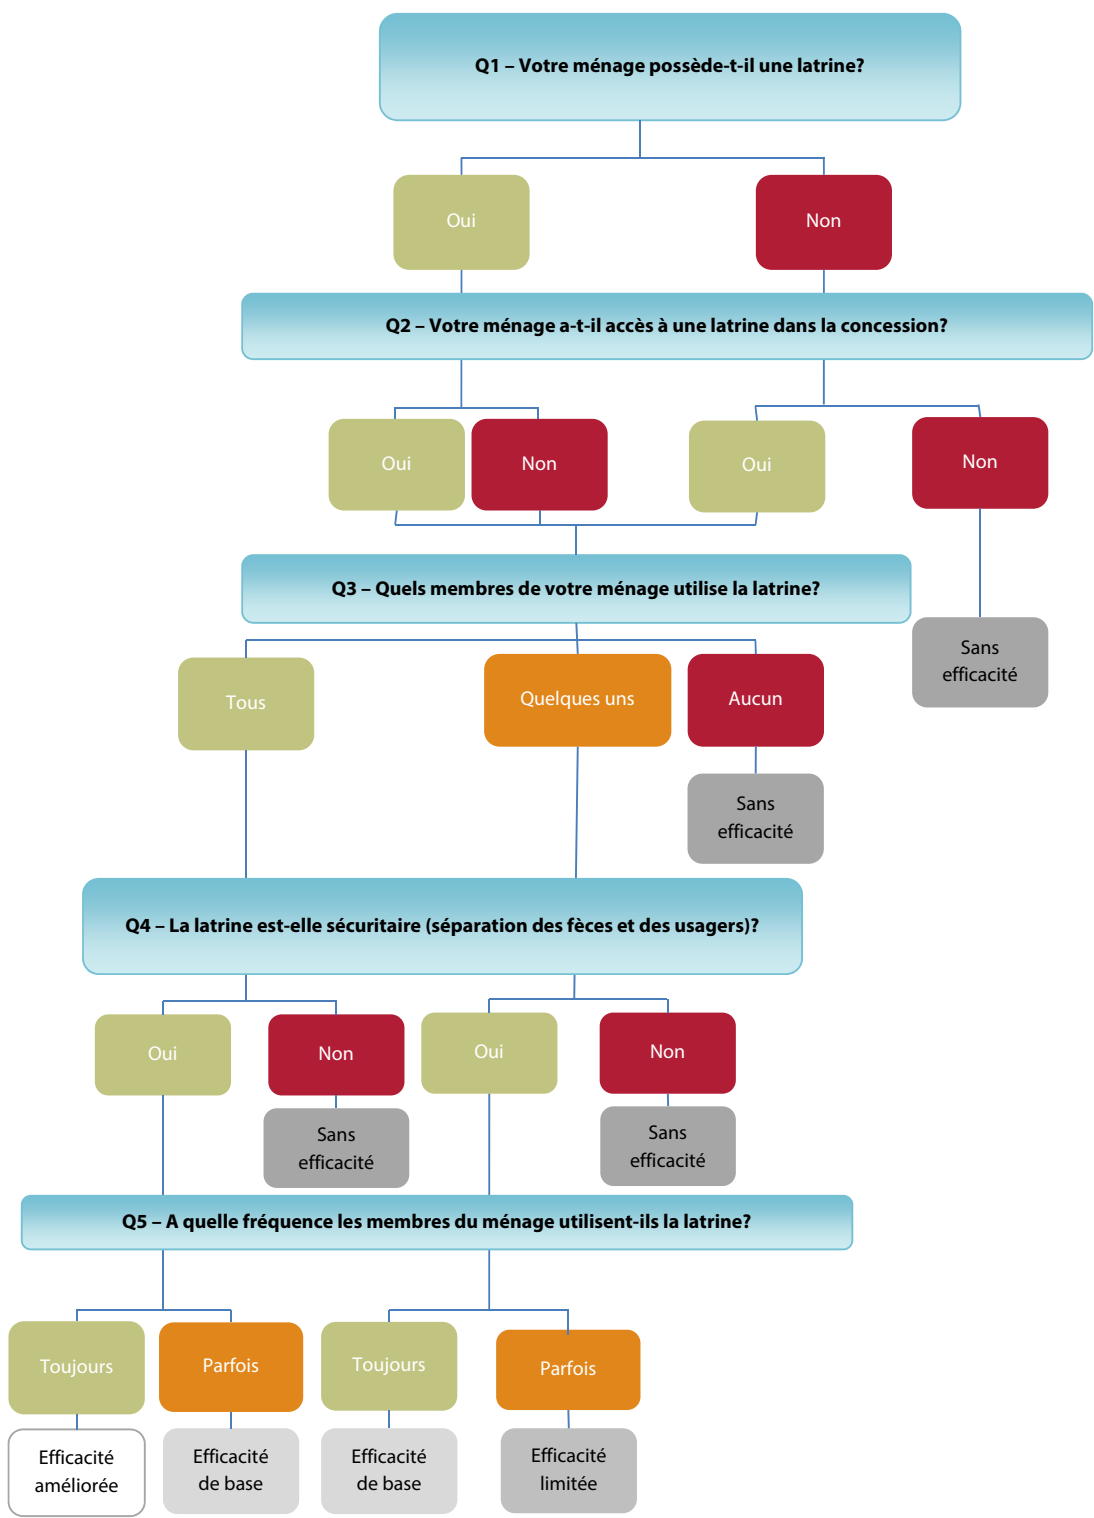 Q1 – Votre ménage possède-t-il une latrine?
Oui
Non
Q2 – Votre ménage a-t-il accès à une latrine dans la concession?
Oui
Non
Oui
Non
Q3 – Quels membres de votre ménage utilise la latrine?
Sans
efficacité
Tous
Quelques uns
Aucun
Sans
efficacité
Q4 – La latrine est-elle sécuritaire (séparation des fèces et des usagers)?
Oui
Non
Oui
Non
Sans
efficacité
Sans
efficacité
Q5 – A quelle fréquence les membres du ménage utilisent-ils la latrine?
Toujours
Parfois
Toujours
Parfois
Efficacité
améliorée
Efficacité
de base
Efficacité
de base
Efficacité
limitée